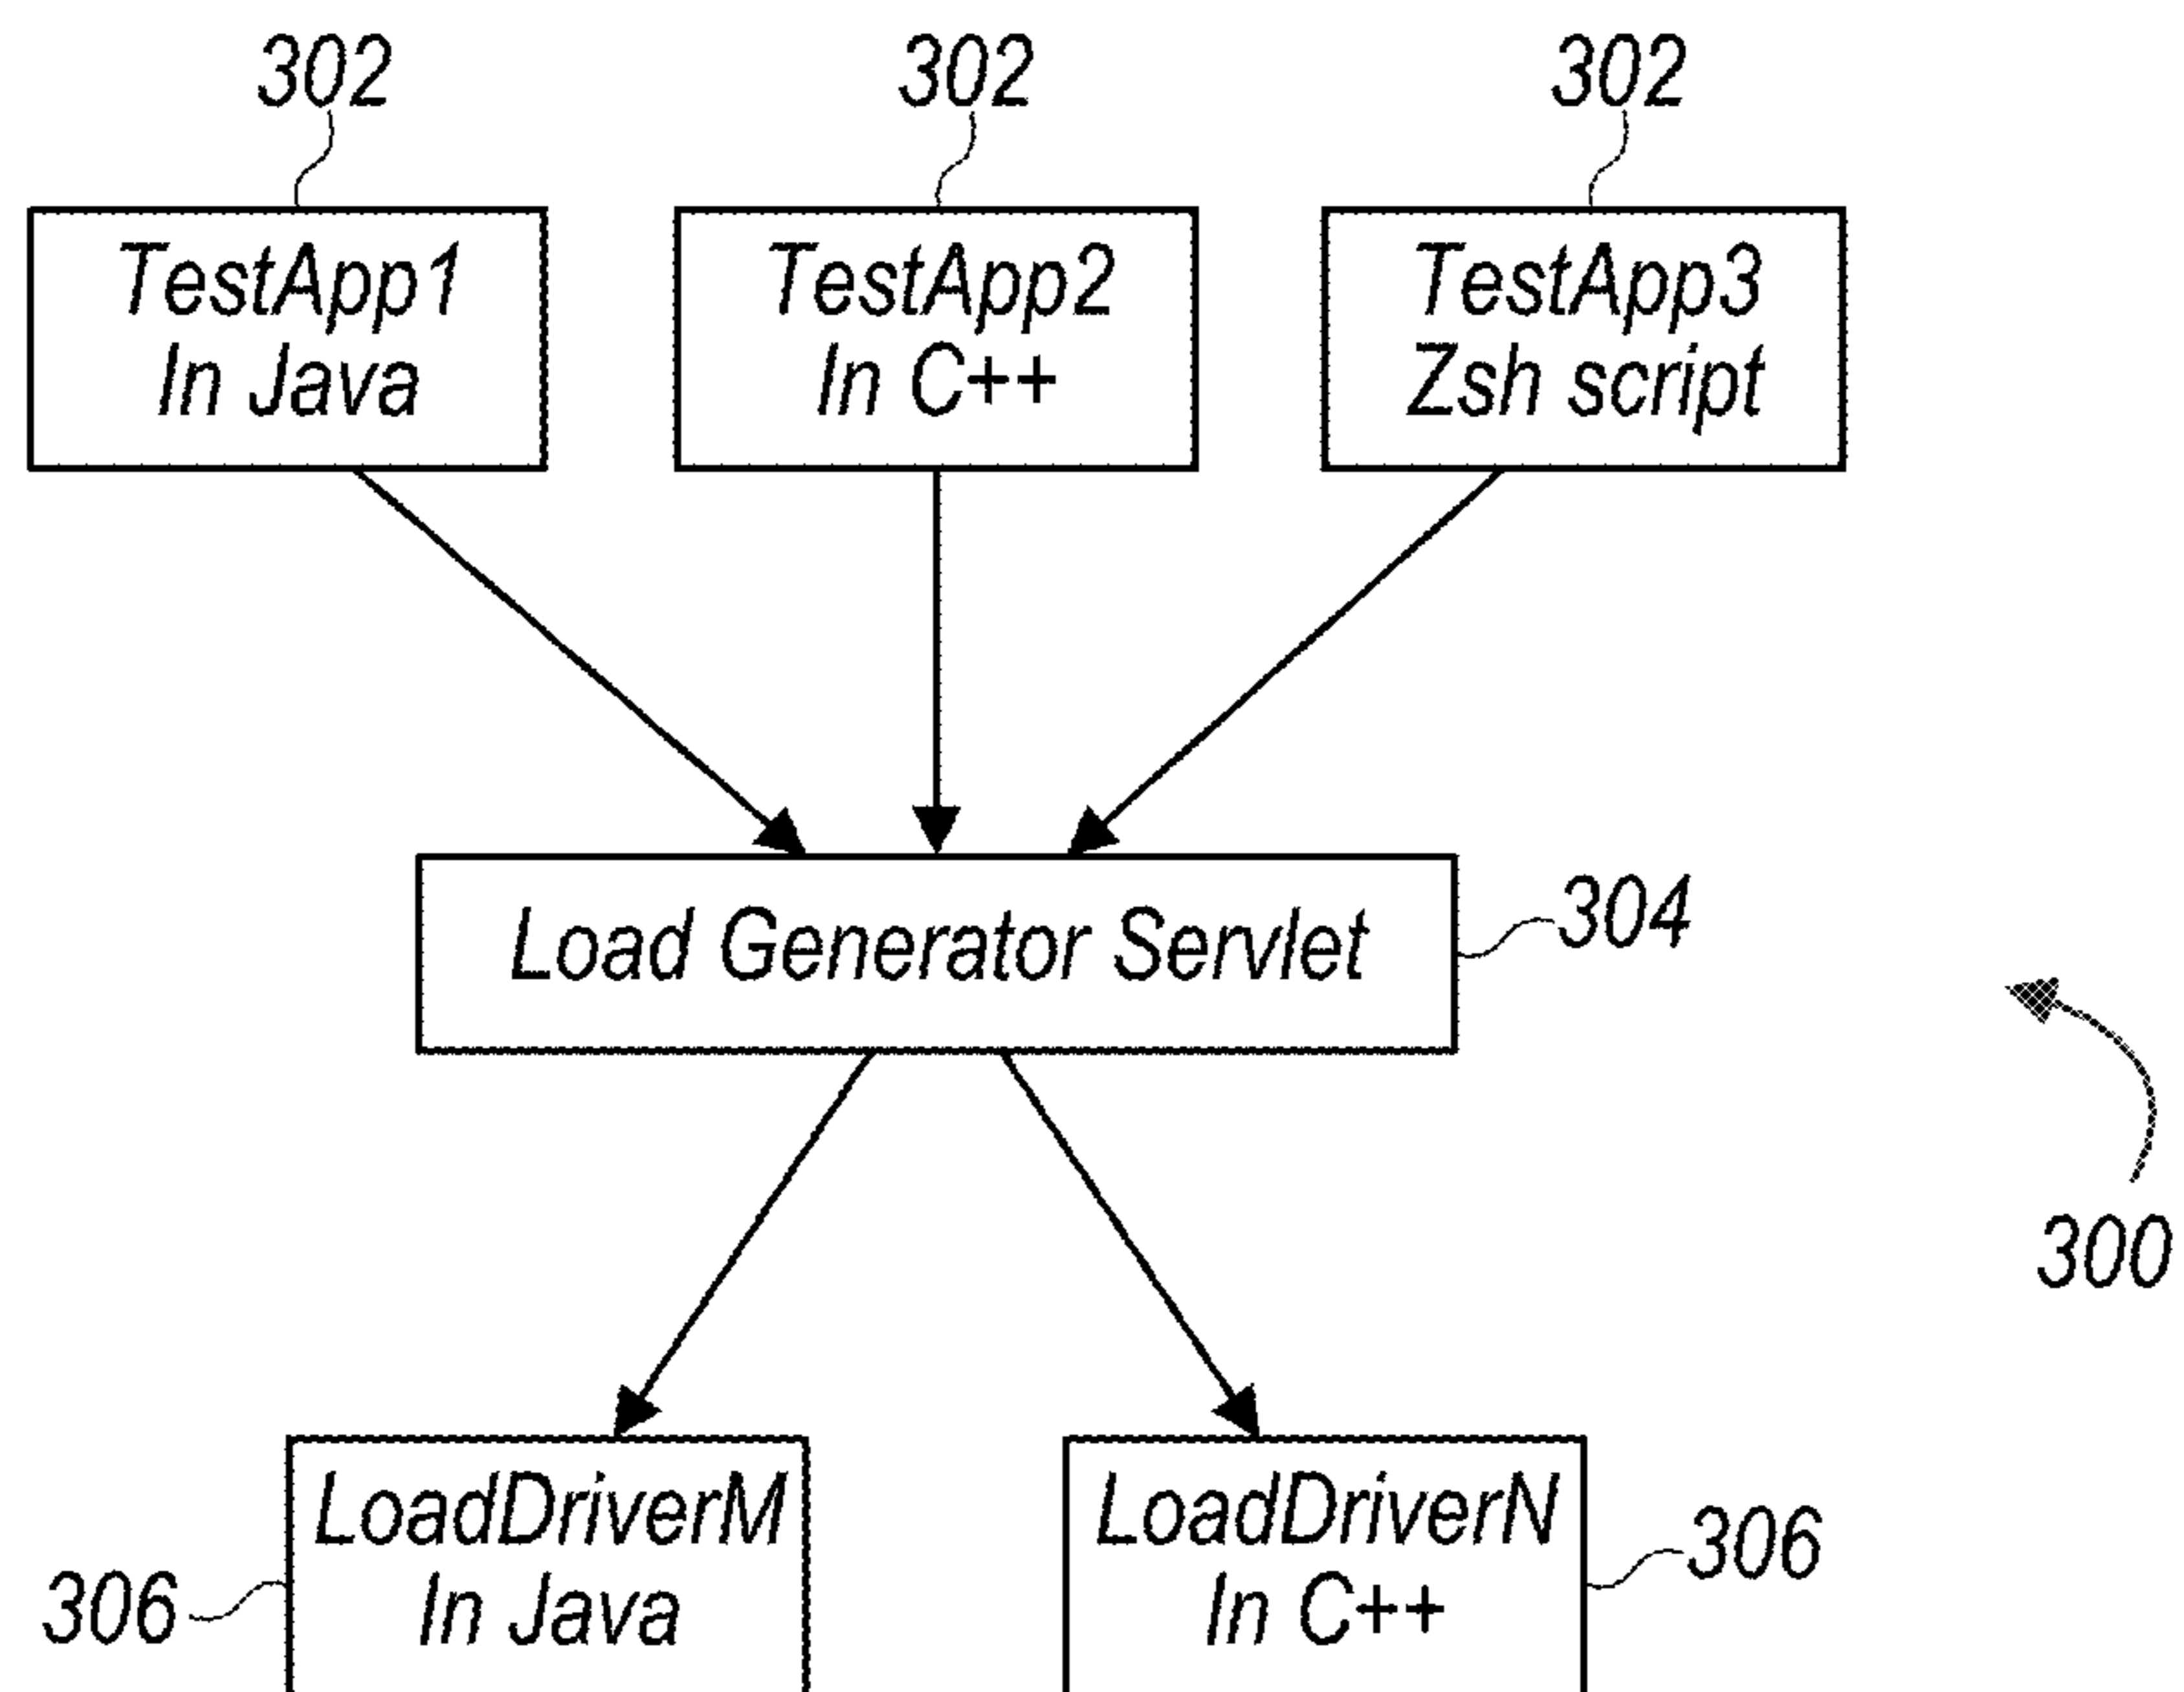 302
302
302
TestApp1
In Java
TestApp2
In C++
TestApp3
Zsh script
Load Generator Servlet
304
300
LoadDriverM
In Java
306
LoadDriverN
In C++
306